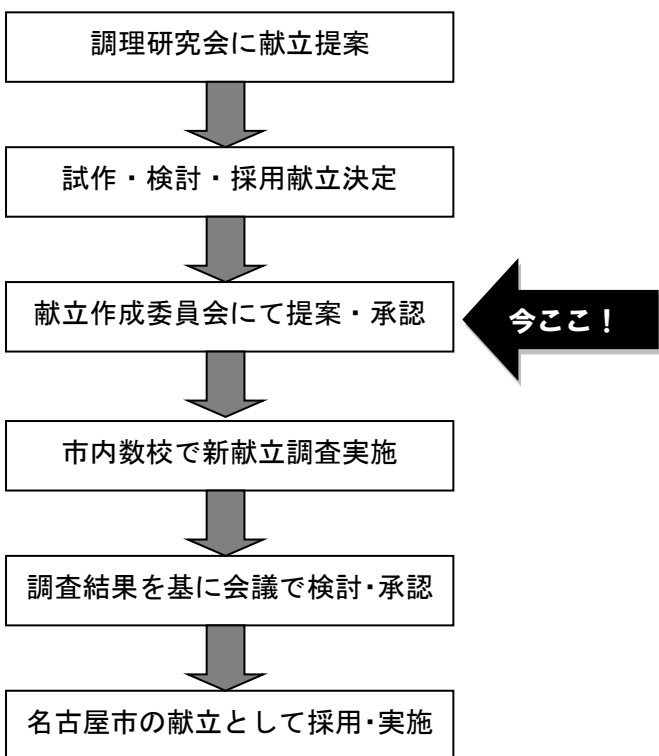 調理研究会に献立提案
試作・検討・採用献立決定
献立作成委員会にて提案・承認
今ここ！
市内数校で新献立調査実施
調査結果を基に会議で検討･承認
名古屋市の献立として採用･実施